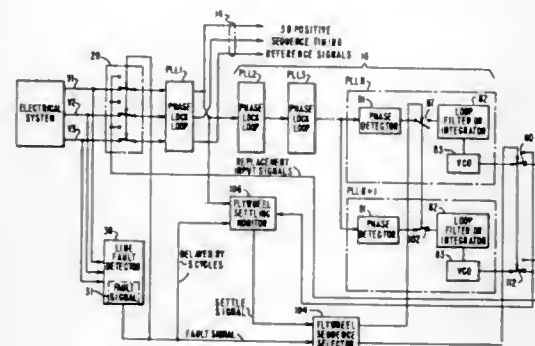 14
3Ø POSITIVE
SEQUENCE TIMING
REFERENCE SIGNALS
20
16
PLL1
PLL2
PLL3
PLL N
V1
V2
V3
ELECTRICAL
SYSTEM
PHASE
LOCK
LOOP
PHASE
LOCK
LOOP
PHASE
LOCK
LOOP
81
PHASE
DETECTOR
82
LOOP
FILTER OR
INTEGRATOR
83
VCO
REPLACEMENT
INPUT SIGNALS
106
FLYWHEEL
SETTLING
MONITOR
PLL N+1
81
PHASE
DETECTOR
102
82
LOOP
FILTER OR
INTEGRATOR
83
VCO
112
30
LINE
FAULT
DETECTOR
31
FAULT
SIGNAL
DELAYED BY
5 CYCLES
SETTLE
SIGNAL
FAULT SIGNAL
104
FLYWHEEL
SEQUENCE
SELECTOR